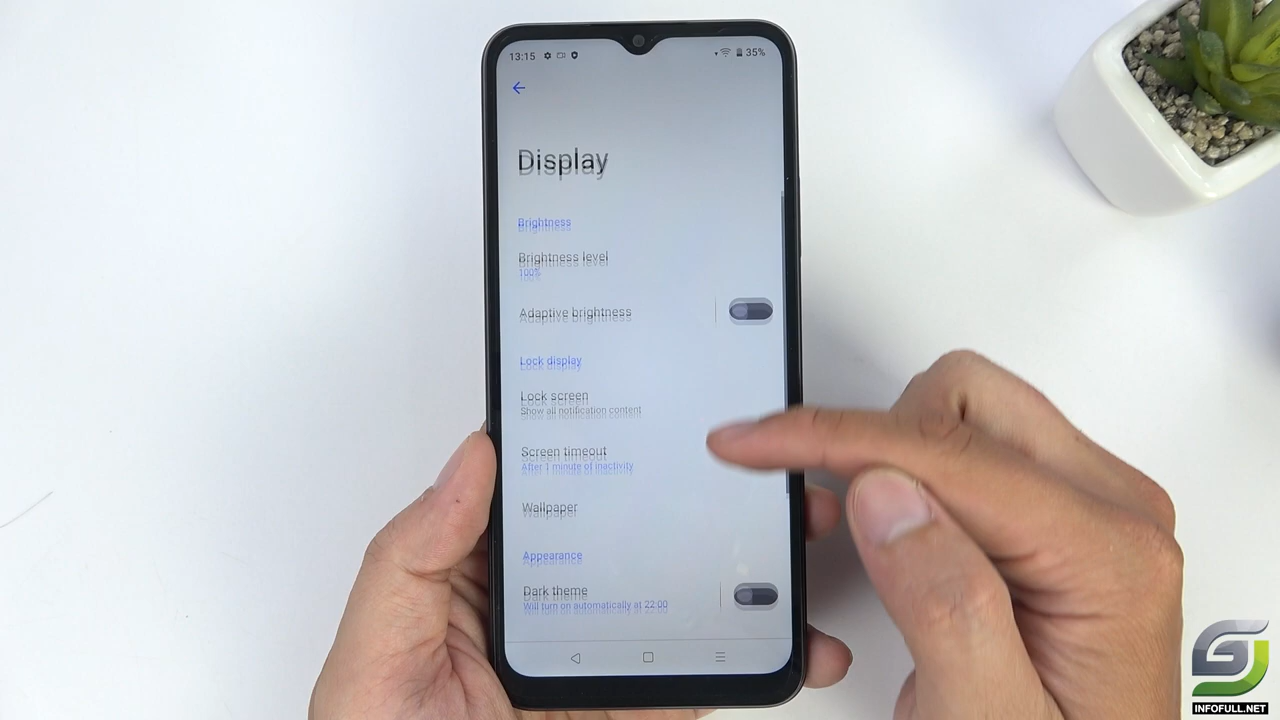 13:15
35%
Display
Brightness
Brightness level
100%
Adaptive brightness
Lock display
Lock screen
Show all notification content
Screen timeout
After 1 minute of inactivity
Wallpaper
Appearance
Dark theme
Will turn on automatically at 22:00
INFOFULL.NET